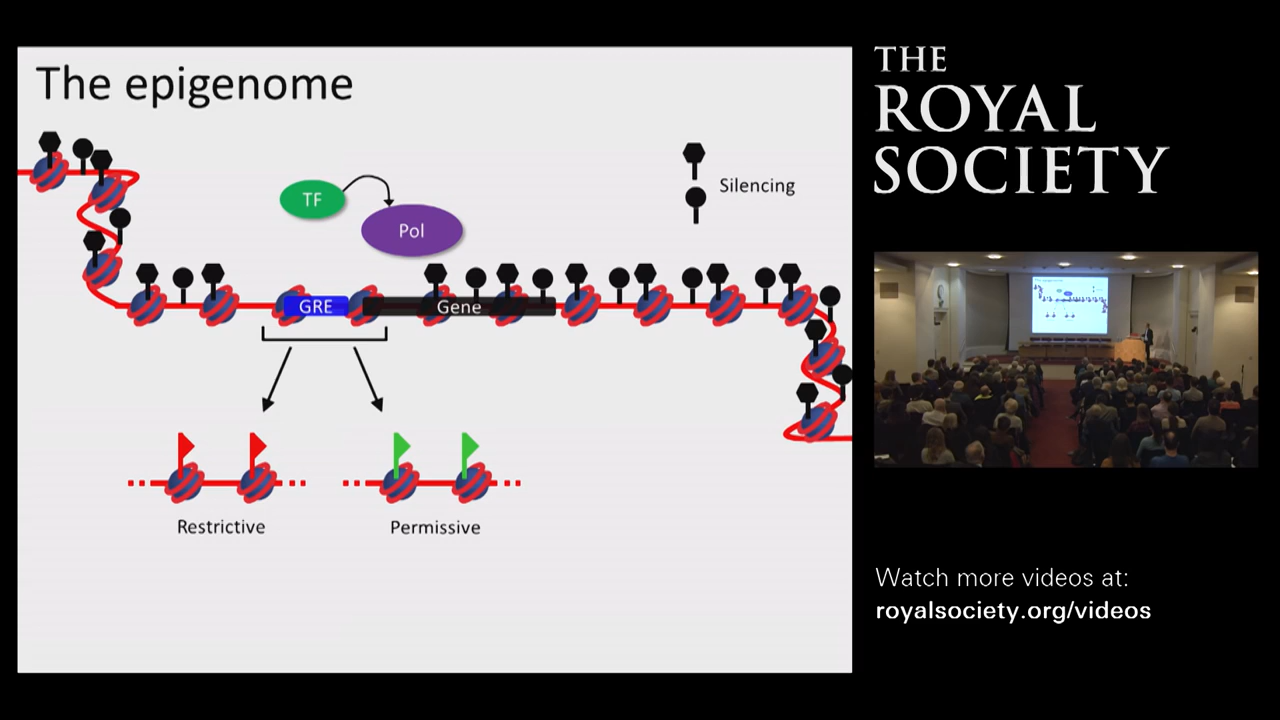 The epigenome
TF
Pol
Silencing
GRE
Gene
Restrictive
Permissive
THE
ROYAL
SOCIETY
Watch more videos at:
royalsociety.org/videos